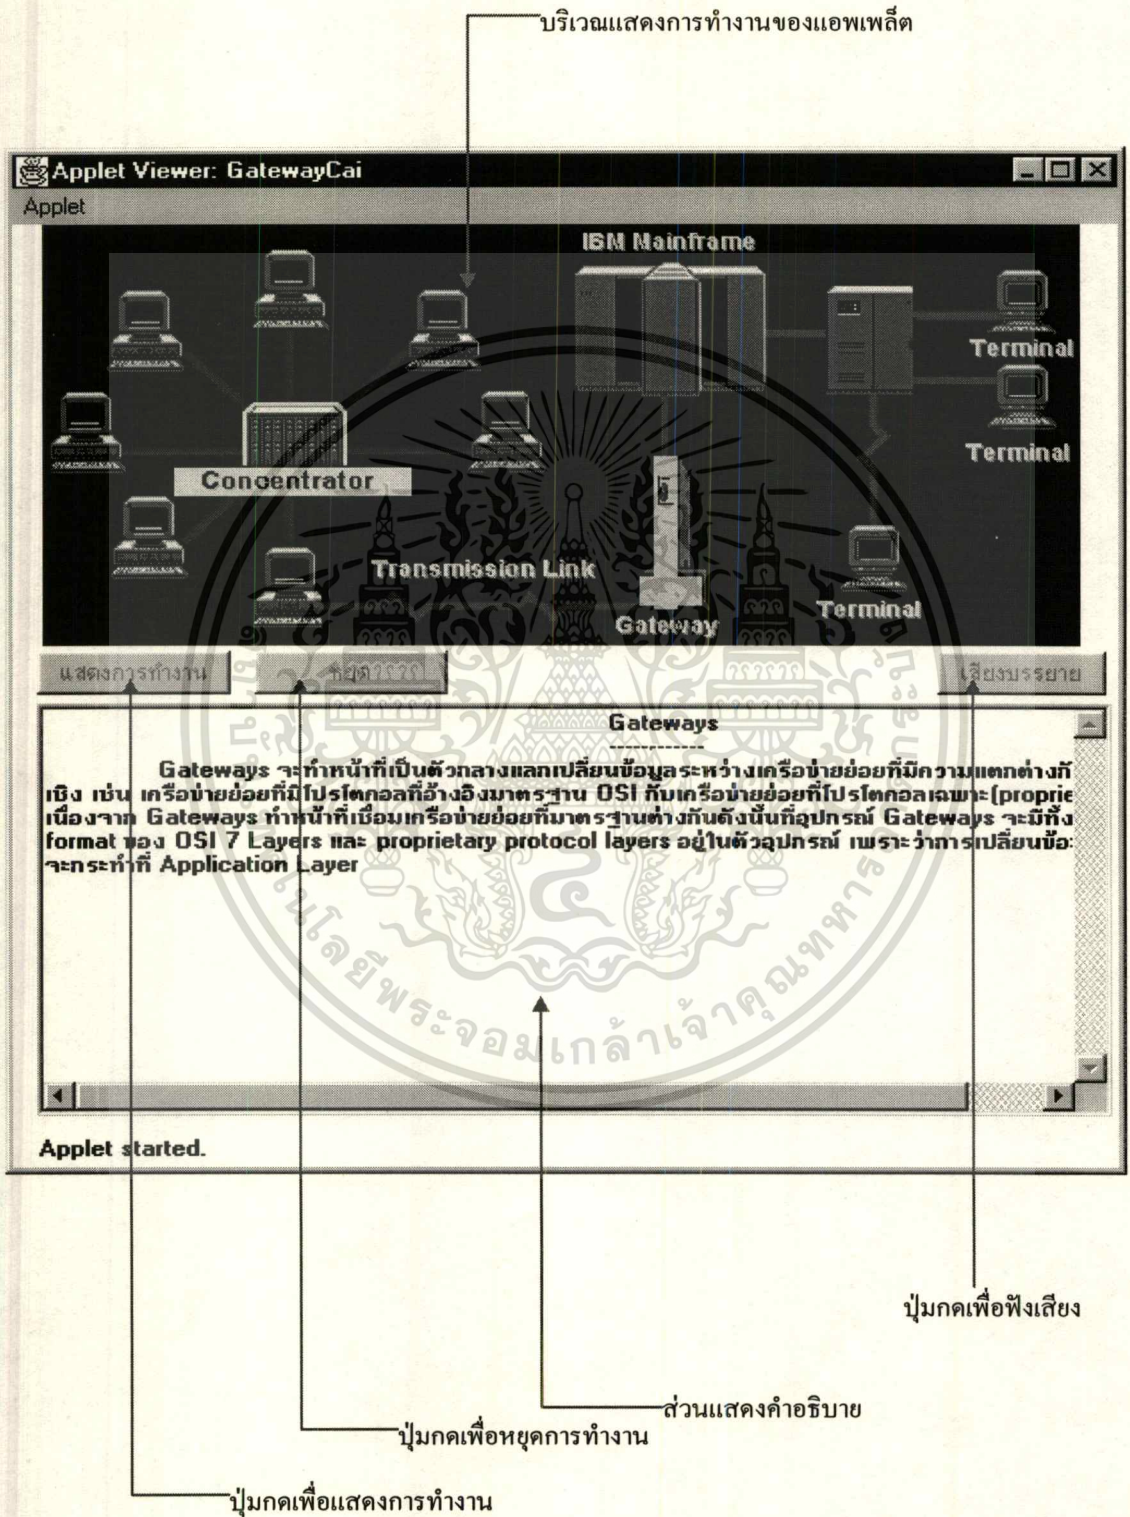 บริเวณแสดงการทำงานของแอพเพล็ต
Applet Viewer: GatewayCai
Applet
IBM Mainframe
Terminal
Terminal
Concentrator
Transmission Link
Terminal
Gateway
แสดงการทำงาน หยุด เสียงบรรยาย
Gateways
------------
Gateways จะทำหน้าที่เป็นตัวกลางแลกเปลี่ยนข้อมูลระหว่างเครือข่ายย่อยที่มีความแตกต่างกั
เชิง เช่น เครือข่ายย่อยที่มีโปรโตคอลที่อ้างอิงมาตรฐาน OSI กับเครือข่ายย่อยที่โปรโตคอลเฉพาะ(proprie
เนื่องจาก Gateways ทำหน้าที่เชื่อมเครือข่ายย่อยที่มาตรฐานต่างกันดังนั้นที่อุปกรณ์ Gateways จะมีทั้ง
format ของ OSI 7 Layers และ proprietary protocol layers อยู่ในตัวอุปกรณ์ เพราะว่าการเปลี่ยนข้อ
จะกระทำที่ Application Layer
Applet started.
ปุ่มกดเพื่อฟังเสียง
ส่วนแสดงคำอธิบาย
ปุ่มกดเพื่อหยุดการทำงาน
ปุ่มกดเพื่อแสดงการทำงาน